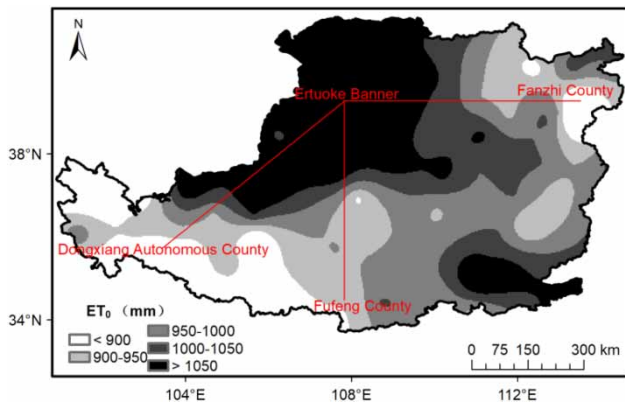 N
Ertuoke Banner
Fanzhi County
38°N
Dongxiang Autonomous County
Fufeng County
ET₀ (mm)
< 900
900-950
950-1000
1000-1050
> 1050
34°N
0 75 150 300 km
104°E 108°E 112°E